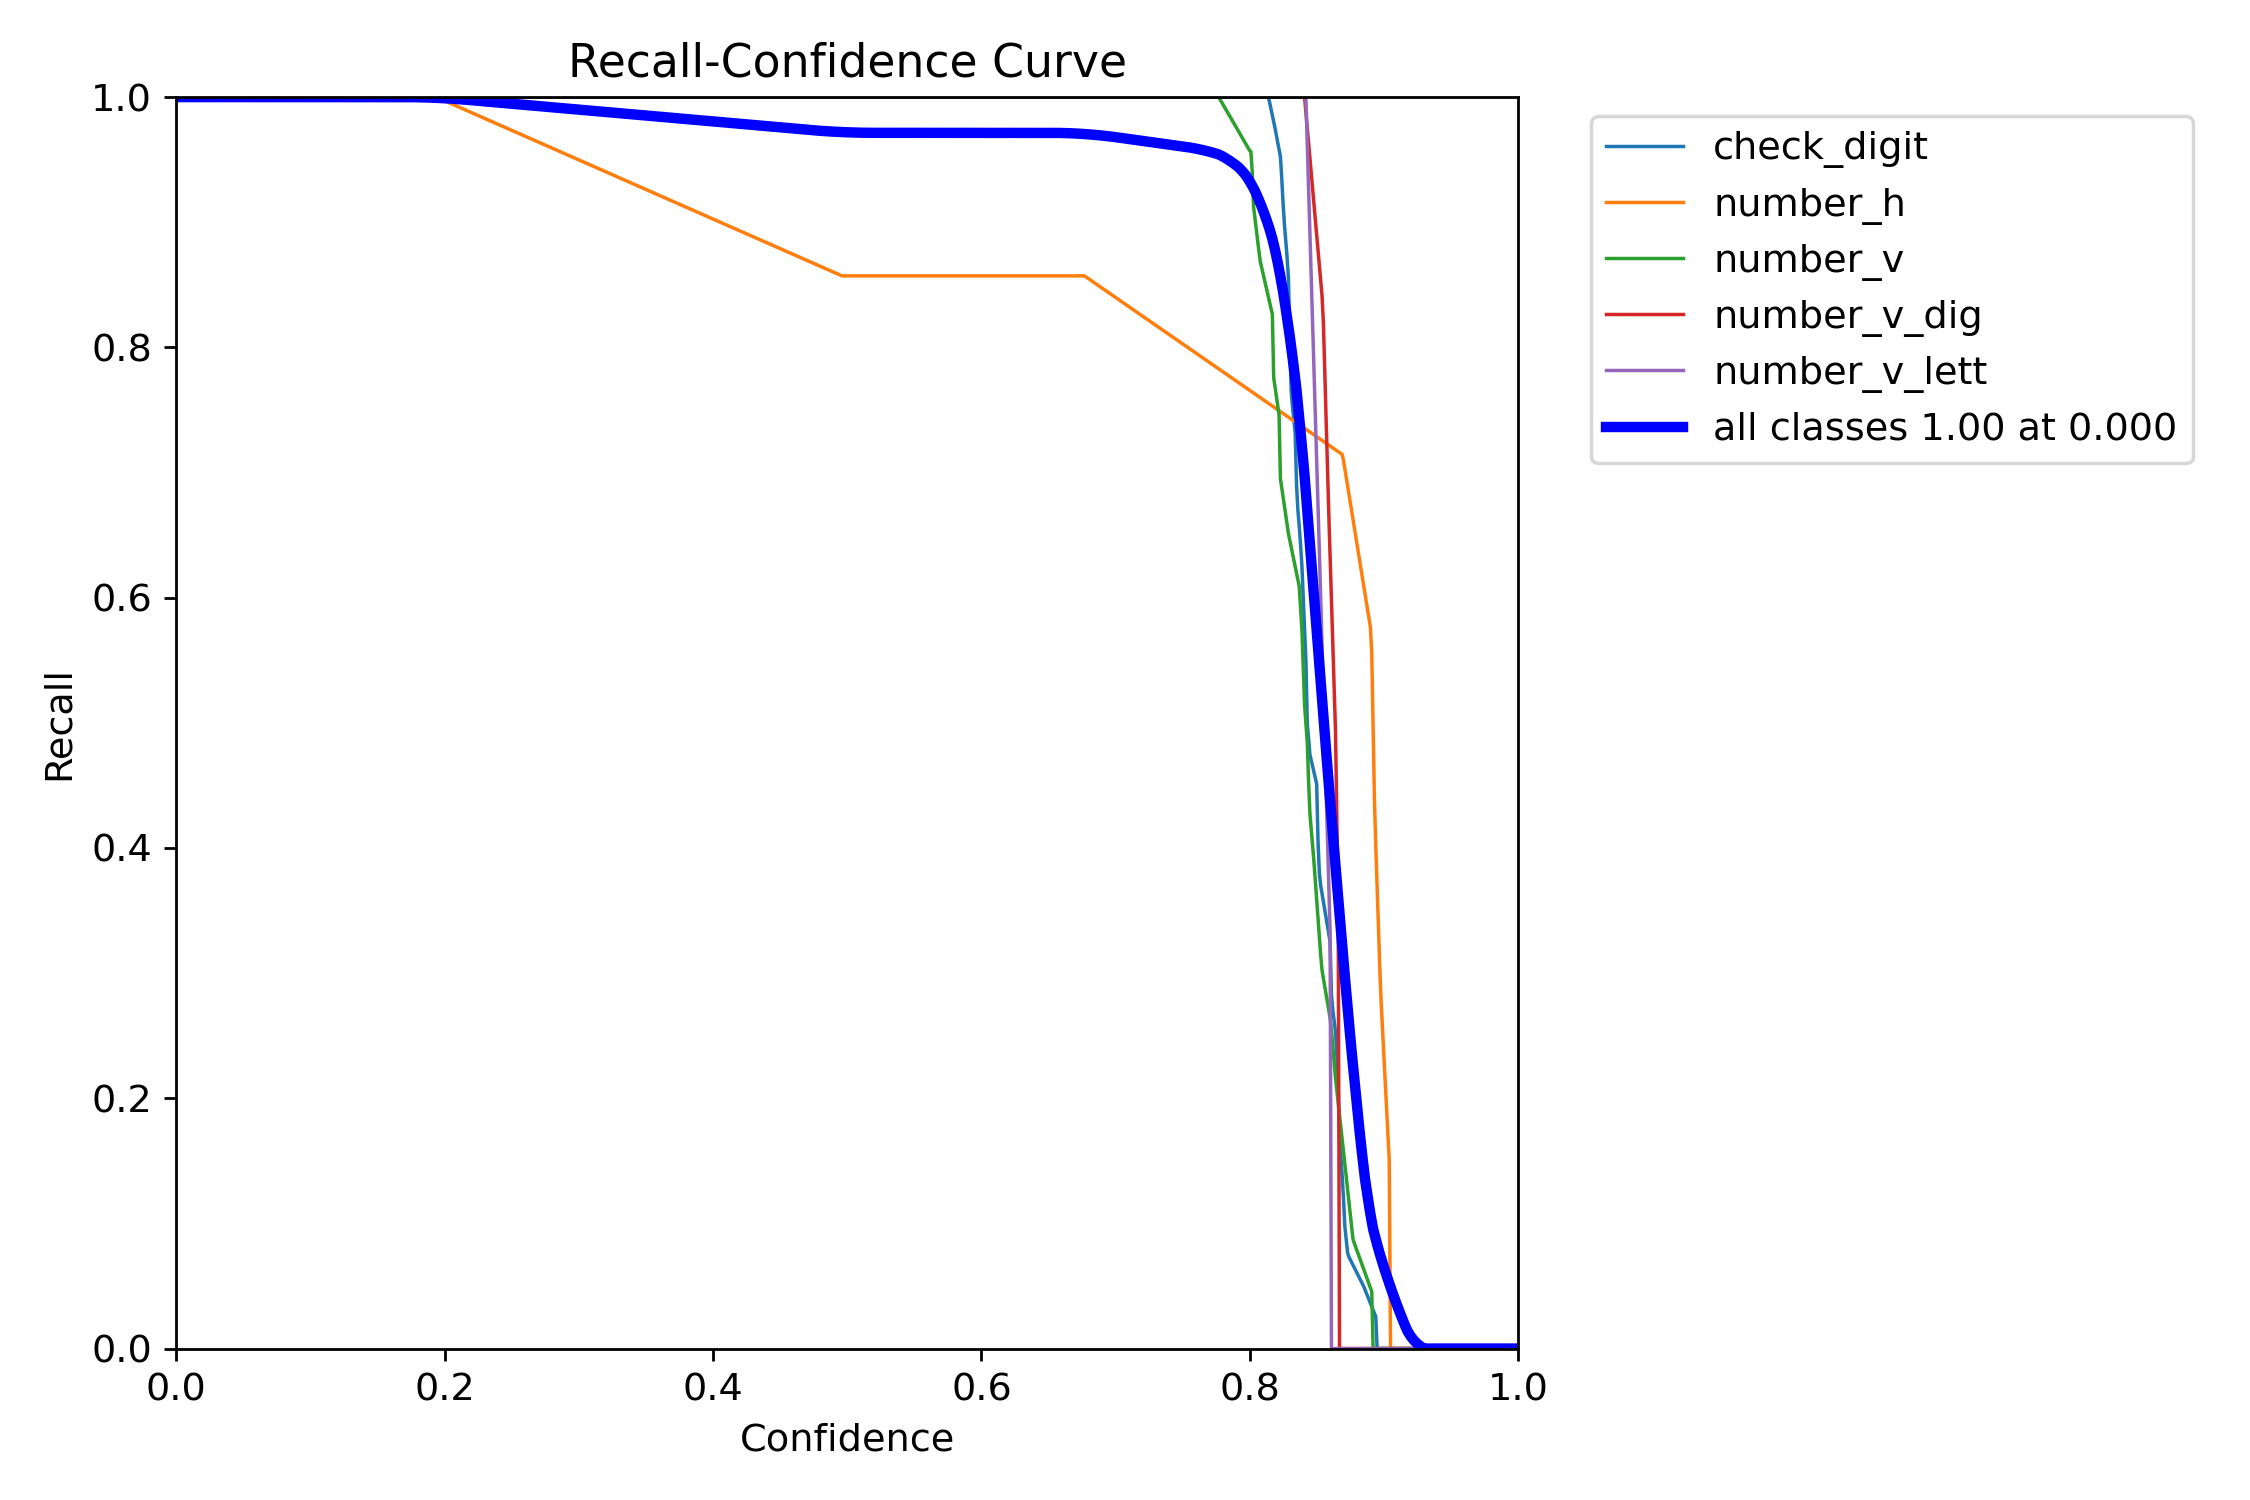 Recall-Confidence Curve
1.0
0.8
0.6
0.4
0.2
0.0
Recall
0.0 0.2 0.4 0.6 0.8 1.0
Confidence
check_digit
number_h
number_v
number_v_dig
number_v_lett
all classes 1.00 at 0.000